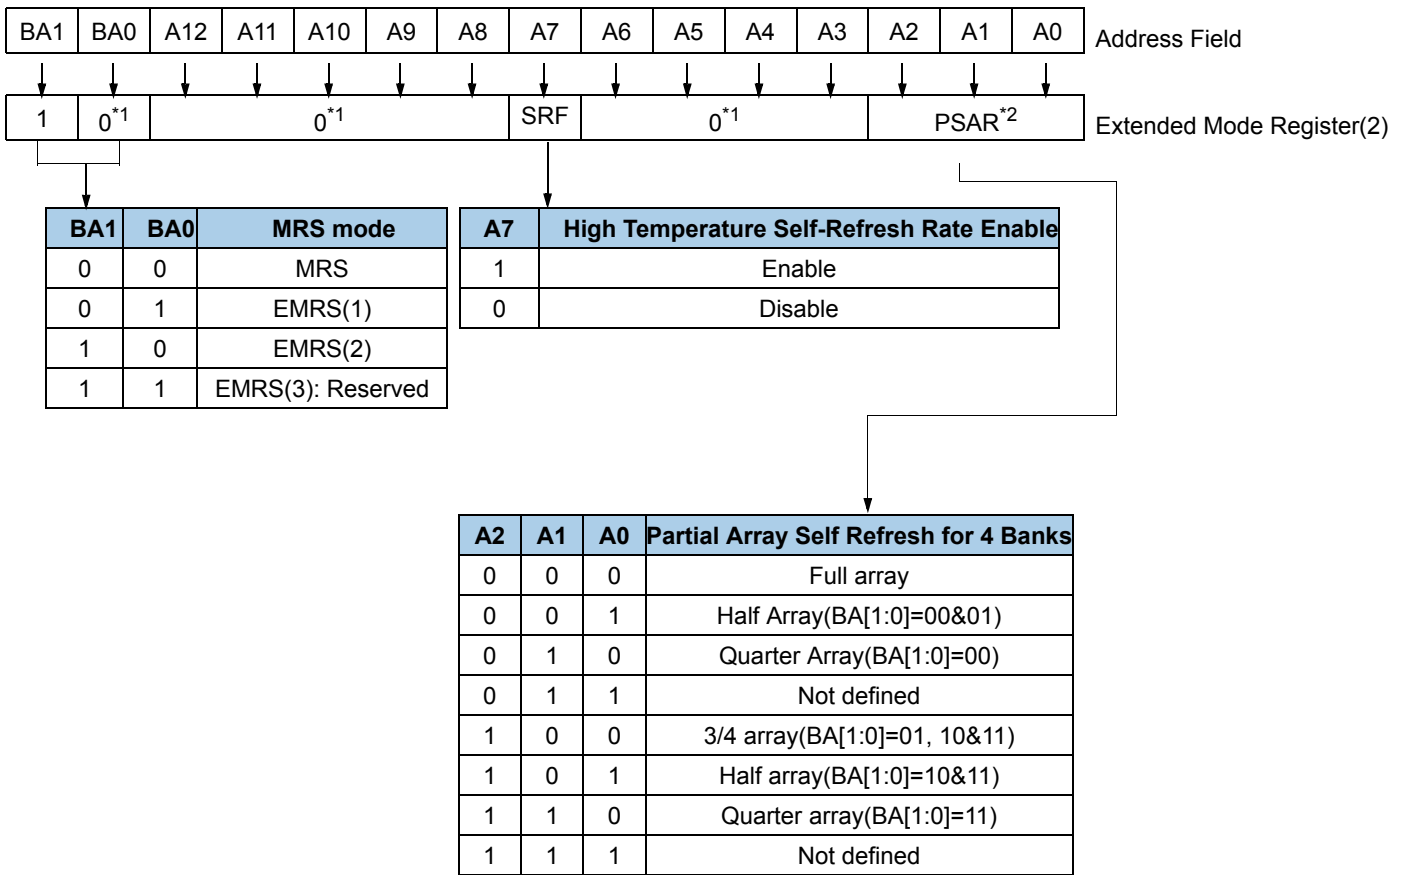 BA1 BA0 A12 A11 A10 A9 A8 A7 A6 A5 A4 A3 A2 A1 A0 Address Field
1 0*1 0*1 SRF 0*1 PSAR*2 Extended Mode Register(2)
BA1 BA0 MRS mode
0 0 MRS
0 1 EMRS(1)
1 0 EMRS(2)
1 1 EMRS(3): Reserved
A7 High Temperature Self-Refresh Rate Enable
1 Enable
0 Disable
A2 A1 A0 Partial Array Self Refresh for 4 Banks
0 0 0 Full array
0 0 1 Half Array(BA[1:0]=00&01)
0 1 0 Quarter Array(BA[1:0]=00)
0 1 1 Not defined
1 0 0 3/4 array(BA[1:0]=01, 10&11)
1 0 1 Half array(BA[1:0]=10&11)
1 1 0 Quarter array(BA[1:0]=11)
1 1 1 Not defined